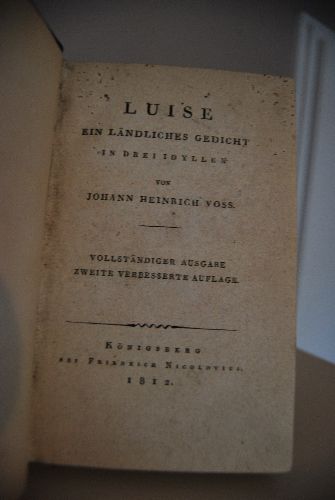 LUISE
EIN LÄNDLICHES GEDICHT
IN DREI IDYLLEN
VON
JOHANN HEINRICH VOSS.
VOLLSTÄNDIGER AUSGABE
ZWEITE VERBESSERTE AUFLAGE.
KÖNIGSBERG
BEI FRIEDRICH NICOLOVIUS.
1812.